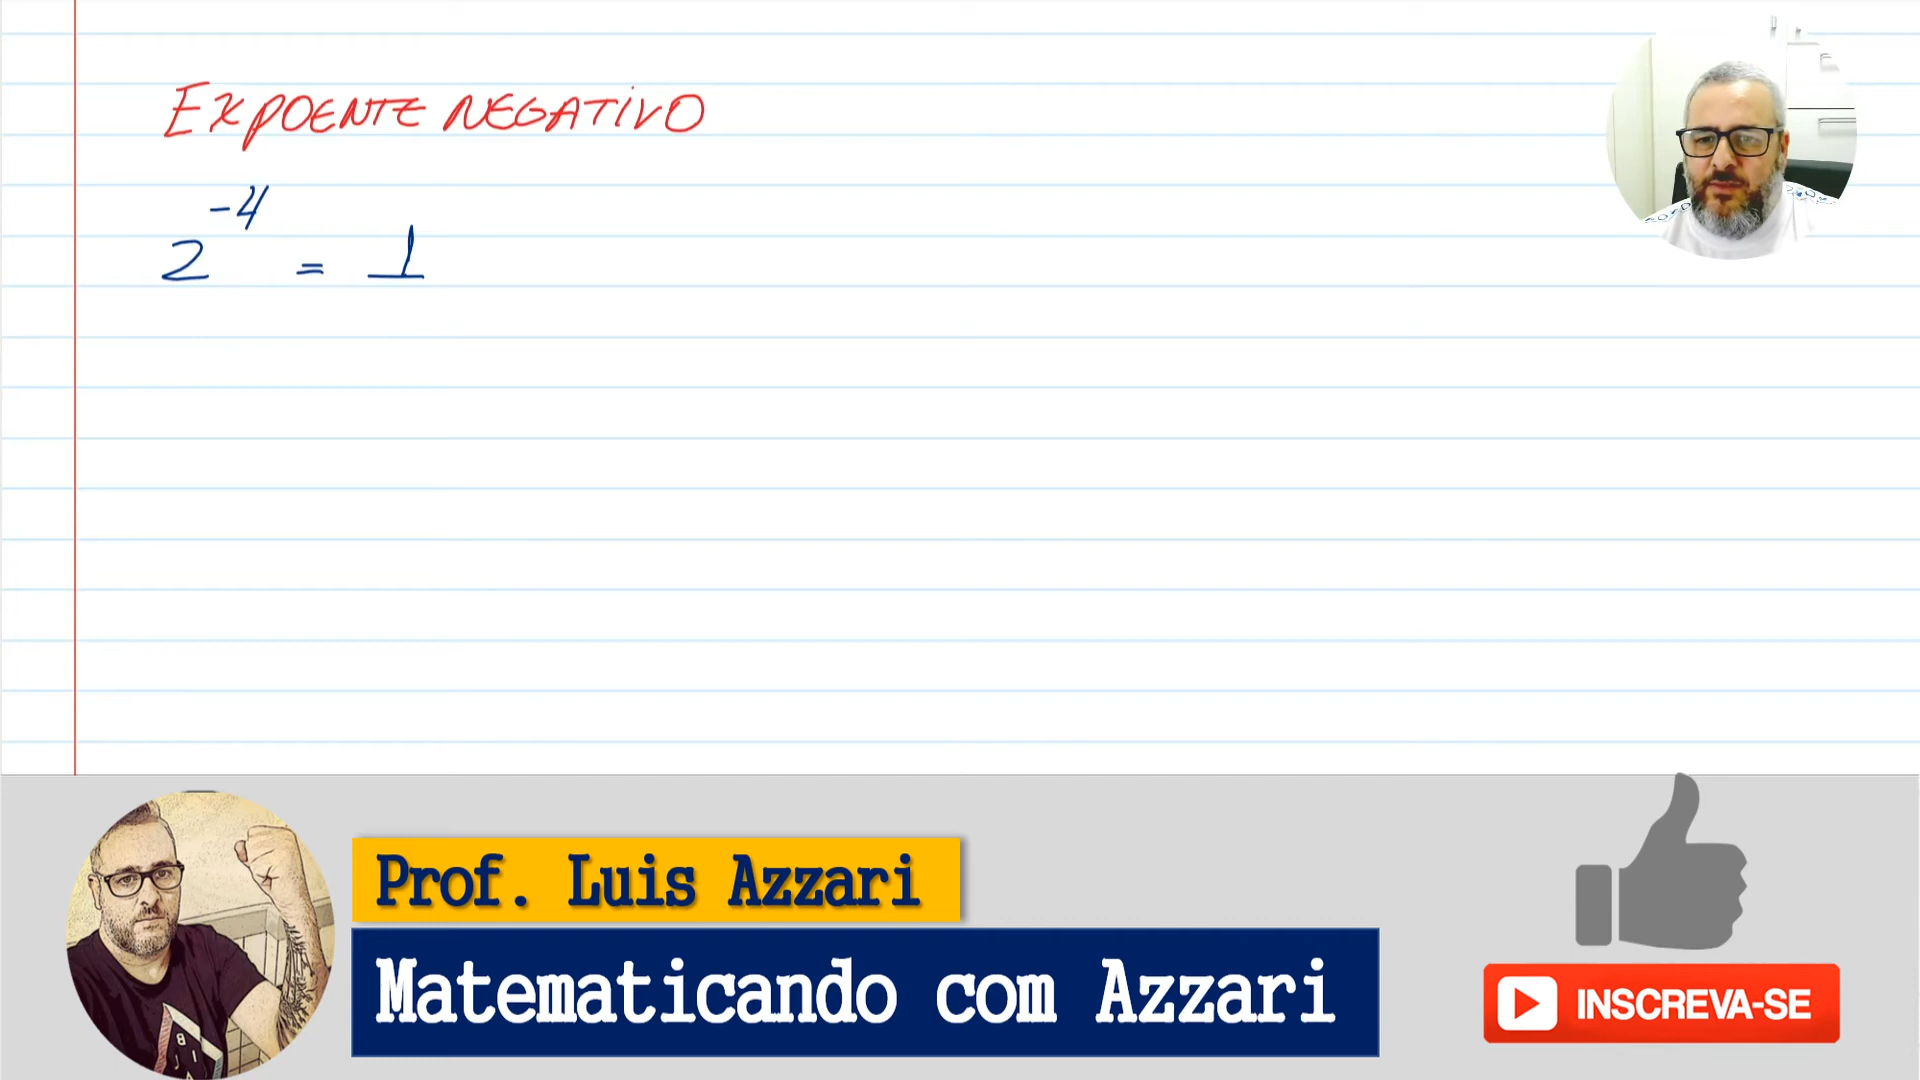 EXPOENTE NEGATIVO
2⁻⁴ = 1
Prof. Luis Azzari
Matematicando com Azzari
INSCREVA-SE